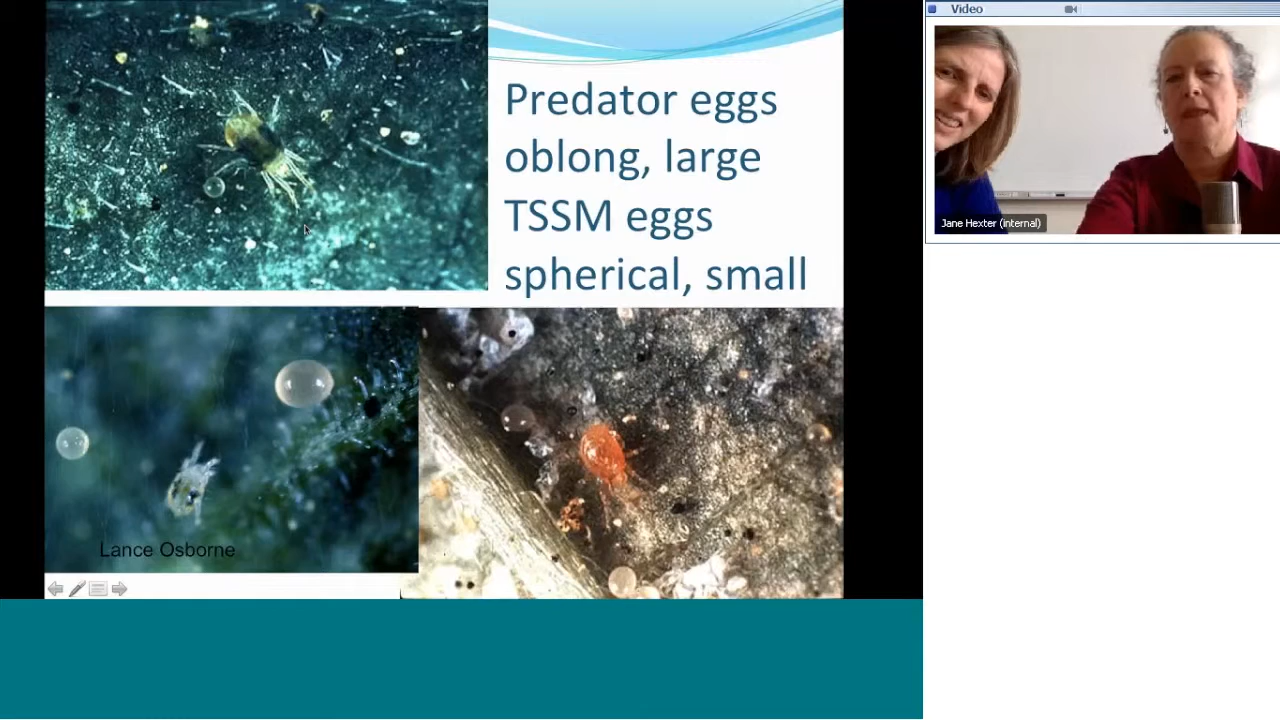 Predator eggs
oblong, large
TSSM eggs
spherical, small
Lance Osborne
Video
Jane Hexter (internal)